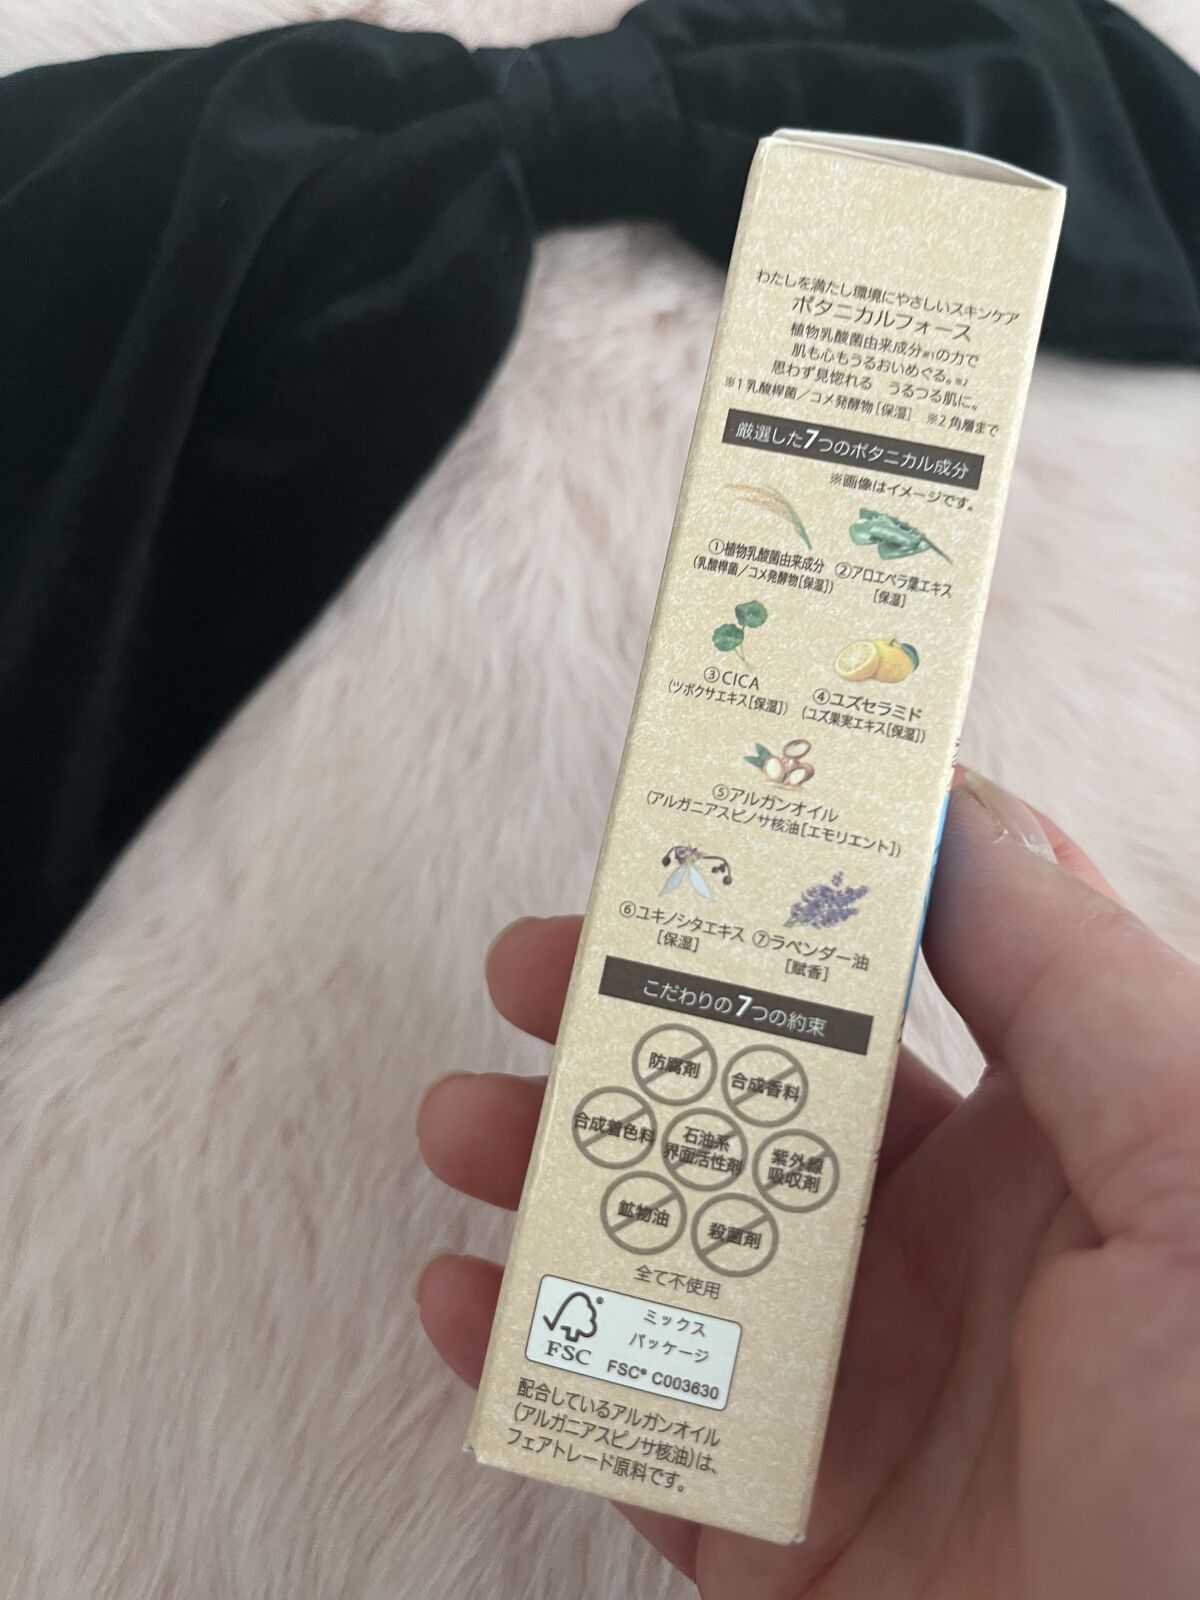 わたしを満たし環境にやさしいスキンケア
ボタニカルフォース
植物乳酸菌由来成分※1の力で
肌も心もうるおいめぐる。※2
思わず見惚れる うるつる肌に。
※1 乳酸桿菌／コメ発酵物[保湿] ※2 角層まで
厳選した7つのボタニカル成分
※画像はイメージです。
①植物乳酸菌由来成分
(乳酸桿菌／コメ発酵物[保湿])
②アロエベラ葉エキス
[保湿]
③CICA
(ツボクサエキス[保湿])
④ユズセラミド
(ユズ果実エキス[保湿])
⑤アルガンオイル
(アルガニアスピノサ核油[エモリエント])
⑥ユキノシタエキス
[保湿]
⑦ラベンダー油
[賦香]
こだわりの7つの約束
防腐剤
合成香料
合成着色料
石油系
界面活性剤
紫外線
吸収剤
鉱物油
殺菌剤
全て不使用
FSC®
ミックス
パッケージ
FSC® C003630
配合しているアルガンオイル
(アルガニアスピノサ核油)は、
フェアトレード原料です。